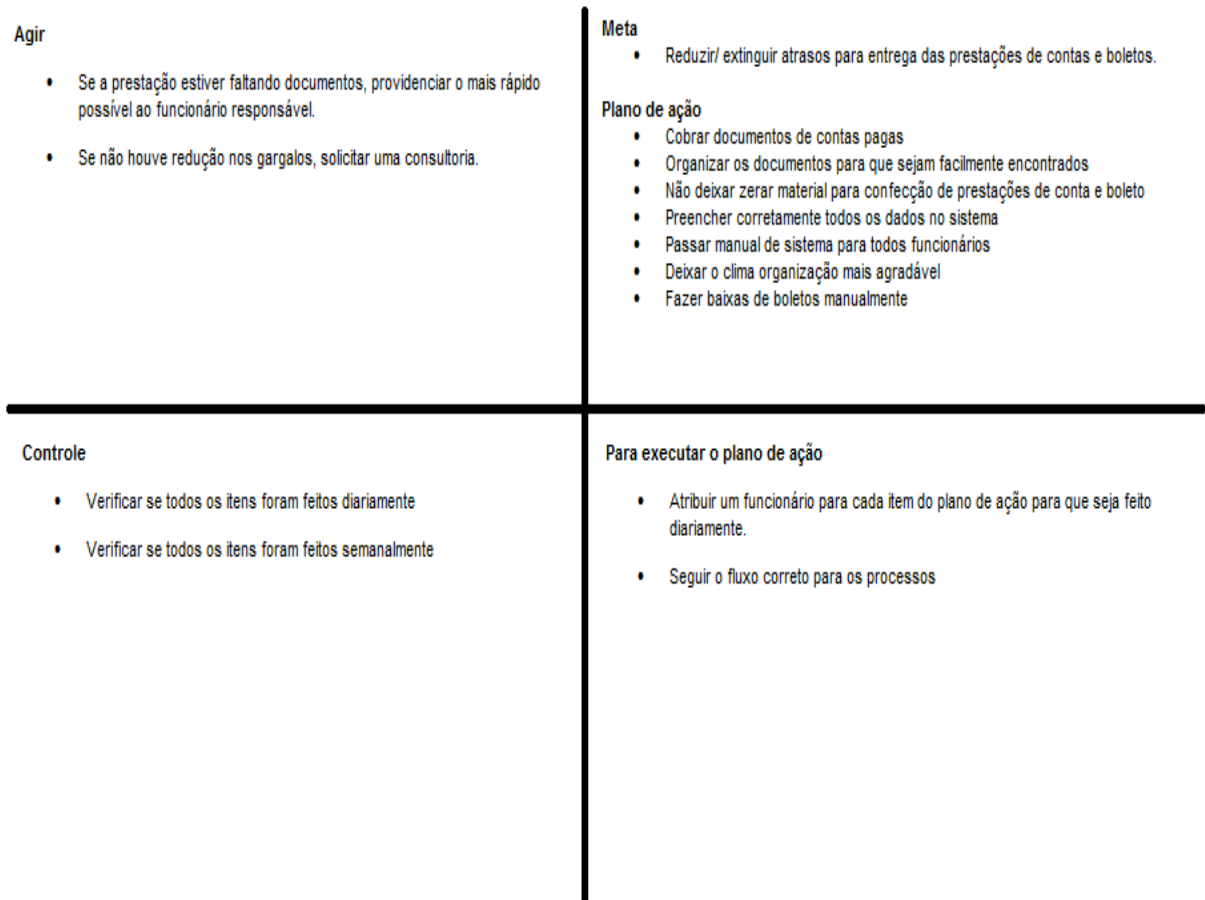 Agir
• Se a prestação estiver faltando documentos, providenciar o mais rápido
possível ao funcionário responsável.
• Se não houve redução nos gargalos, solicitar uma consultoria.
Meta
• Reduzir/ extinguir atrasos para entrega das prestações de contas e boletos.
Plano de ação
• Cobrar documentos de contas pagas
• Organizar os documentos para que sejam facilmente encontrados
• Não deixar zerar material para confecção de prestações de conta e boleto
• Preencher corretamente todos os dados no sistema
• Passar manual de sistema para todos funcionários
• Deixar o clima organização mais agradável
• Fazer baixas de boletos manualmente
Controle
• Verificar se todos os itens foram feitos diariamente
• Verificar se todos os itens foram feitos semanalmente
Para executar o plano de ação
• Atribuir um funcionário para cada item do plano de ação para que seja feito
diariamente.
• Seguir o fluxo correto para os processos